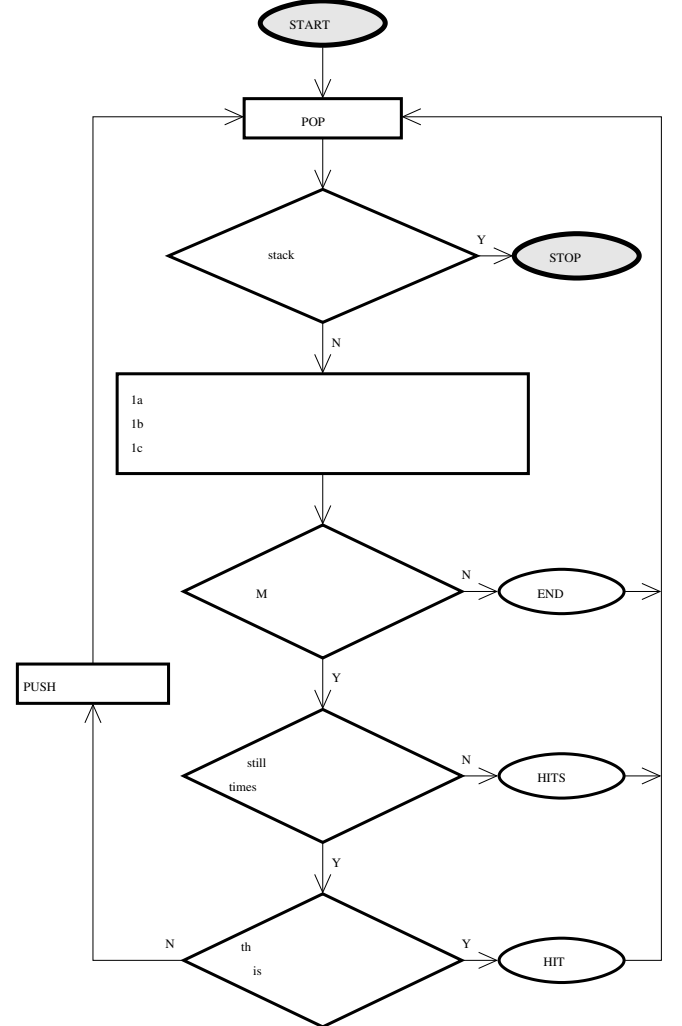 START
POP
stack
Y
STOP
N
1a
1b
1c
M
N
END
PUSH
Y
still
times
N
HITS
Y
N
th
is
Y
HIT